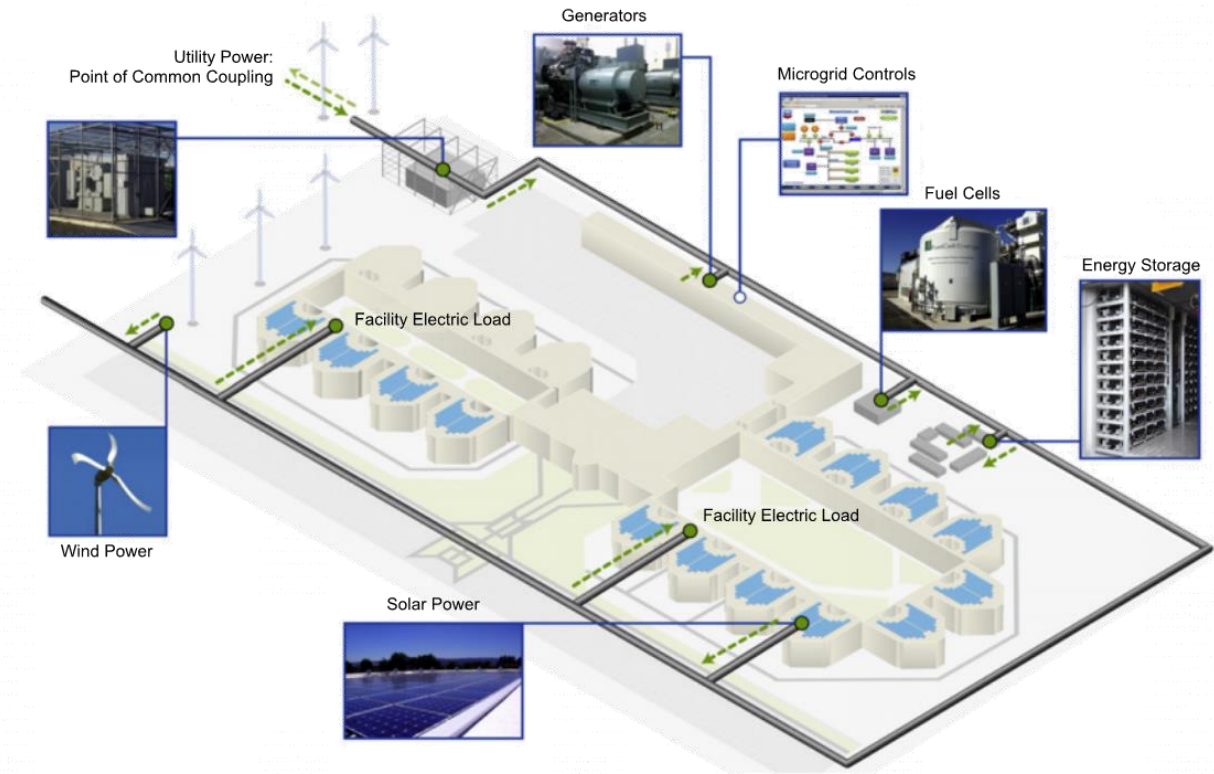 Generators
Utility Power:
Point of Common Coupling
Microgrid Controls
Fuel Cells
Energy Storage
Facility Electric Load
Facility Electric Load
Wind Power
Solar Power